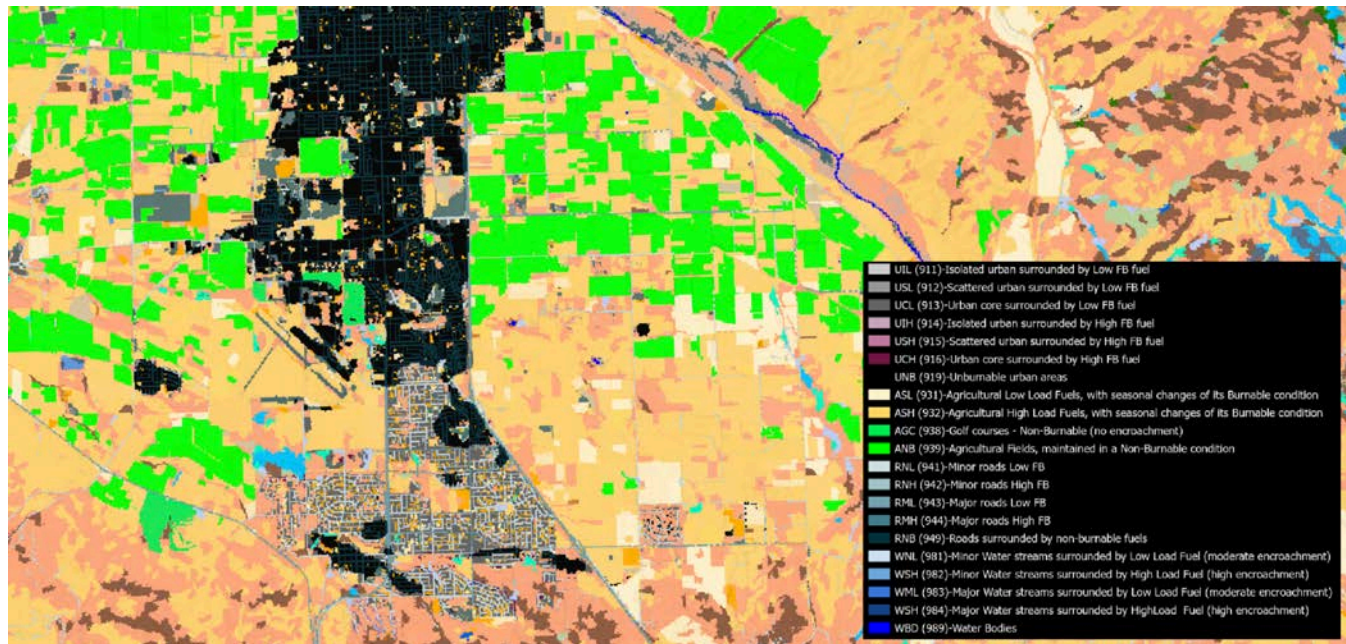 UIL (911)-Isolated urban surrounded by Low FB fuel
USL (912)-Scattered urban surrounded by Low FB fuel
UCL (913)-Urban core surrounded by Low FB fuel
UIH (914)-Isolated urban surrounded by High FB fuel
USH (915)-Scattered urban surrounded by High FB fuel
UCH (916)-Urban core surrounded by High FB fuel
UNB (919)-Unburnable urban areas
ASL (931)-Agricultural Low Load Fuels, with seasonal changes of its Burnable condition
ASH (932)-Agricultural High Load Fuels, with seasonal changes of its Burnable condition
AGC (938)-Golf courses - Non-Burnable (no encroachment)
ANB (939)-Agricultural Fields, maintained in a Non-Burnable condition
RNL (941)-Minor roads Low FB
RNH (942)-Minor roads High FB
RML (943)-Major roads Low FB
RMH (944)-Major roads High FB
RNB (949)-Roads surrounded by non-burnable fuels
WNL (981)-Minor Water streams surrounded by Low Load Fuel (moderate encroachment)
WSH (982)-Minor Water streams surrounded by High Load Fuel (high encroachment)
WML (983)-Major Water streams surrounded by Low Load Fuel (moderate encroachment)
WSH (984)-Major Water streams surrounded by HighLoad Fuel (high encroachment)
WBD (989)-Water Bodies